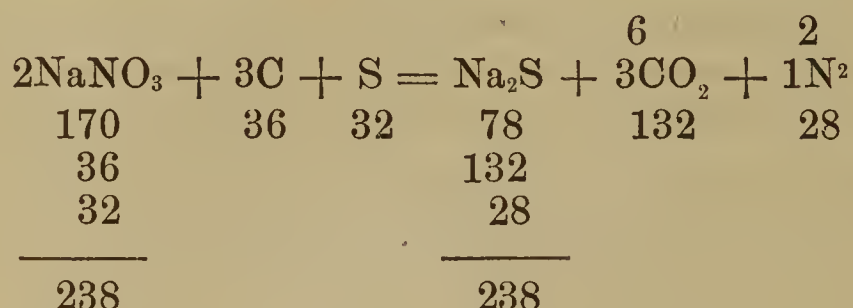 6 2
2NaNO₃ + 3C + S = Na₂S + 3CO₂ + 1N²
170 36 32 78 132 28
36 132
32 28
238 238